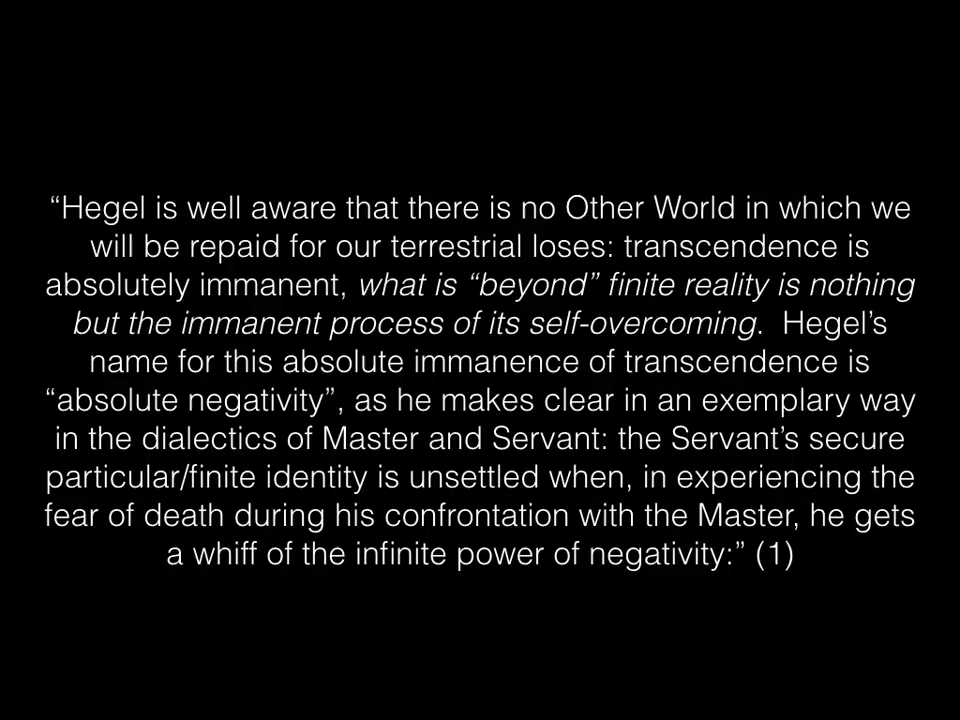 “Hegel is well aware that there is no Other World in which we
will be repaid for our terrestrial loses: transcendence is
absolutely immanent, what is “beyond” finite reality is nothing
but the immanent process of its self-overcoming.  Hegel’s
name for this absolute immanence of transcendence is
“absolute negativity”, as he makes clear in an exemplary way
in the dialectics of Master and Servant: the Servant’s secure
particular/finite identity is unsettled when, in experiencing the
fear of death during his confrontation with the Master, he gets
a whiff of the infinite power of negativity:” (1)